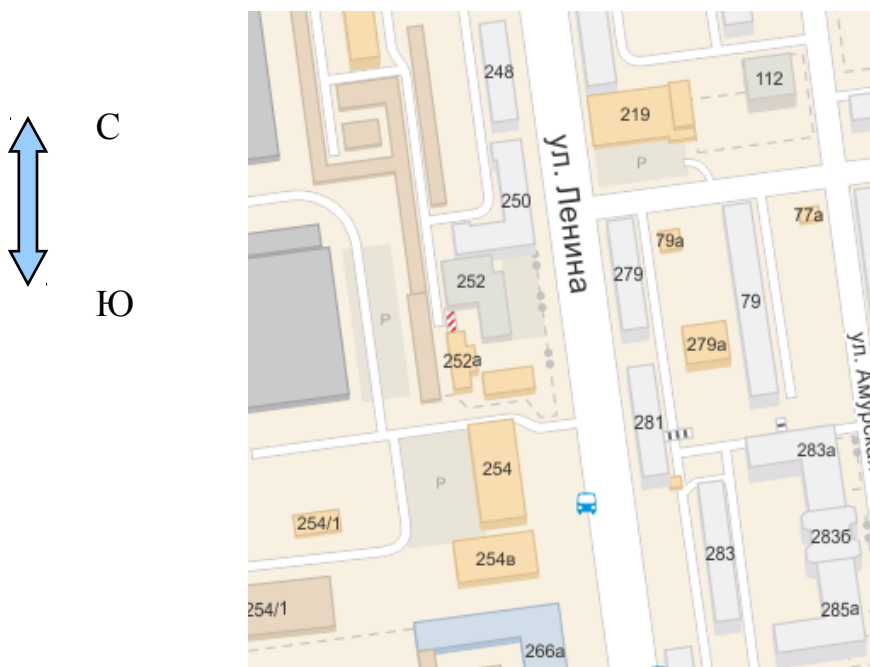 С
Ю
248
112
219
P
ул. Ленина
250
77а
79а
252
279
79
P
279а
252а
ул. Амурская
281
283а
254
P
254/1
283б
254в
283
254/1
285а
266а